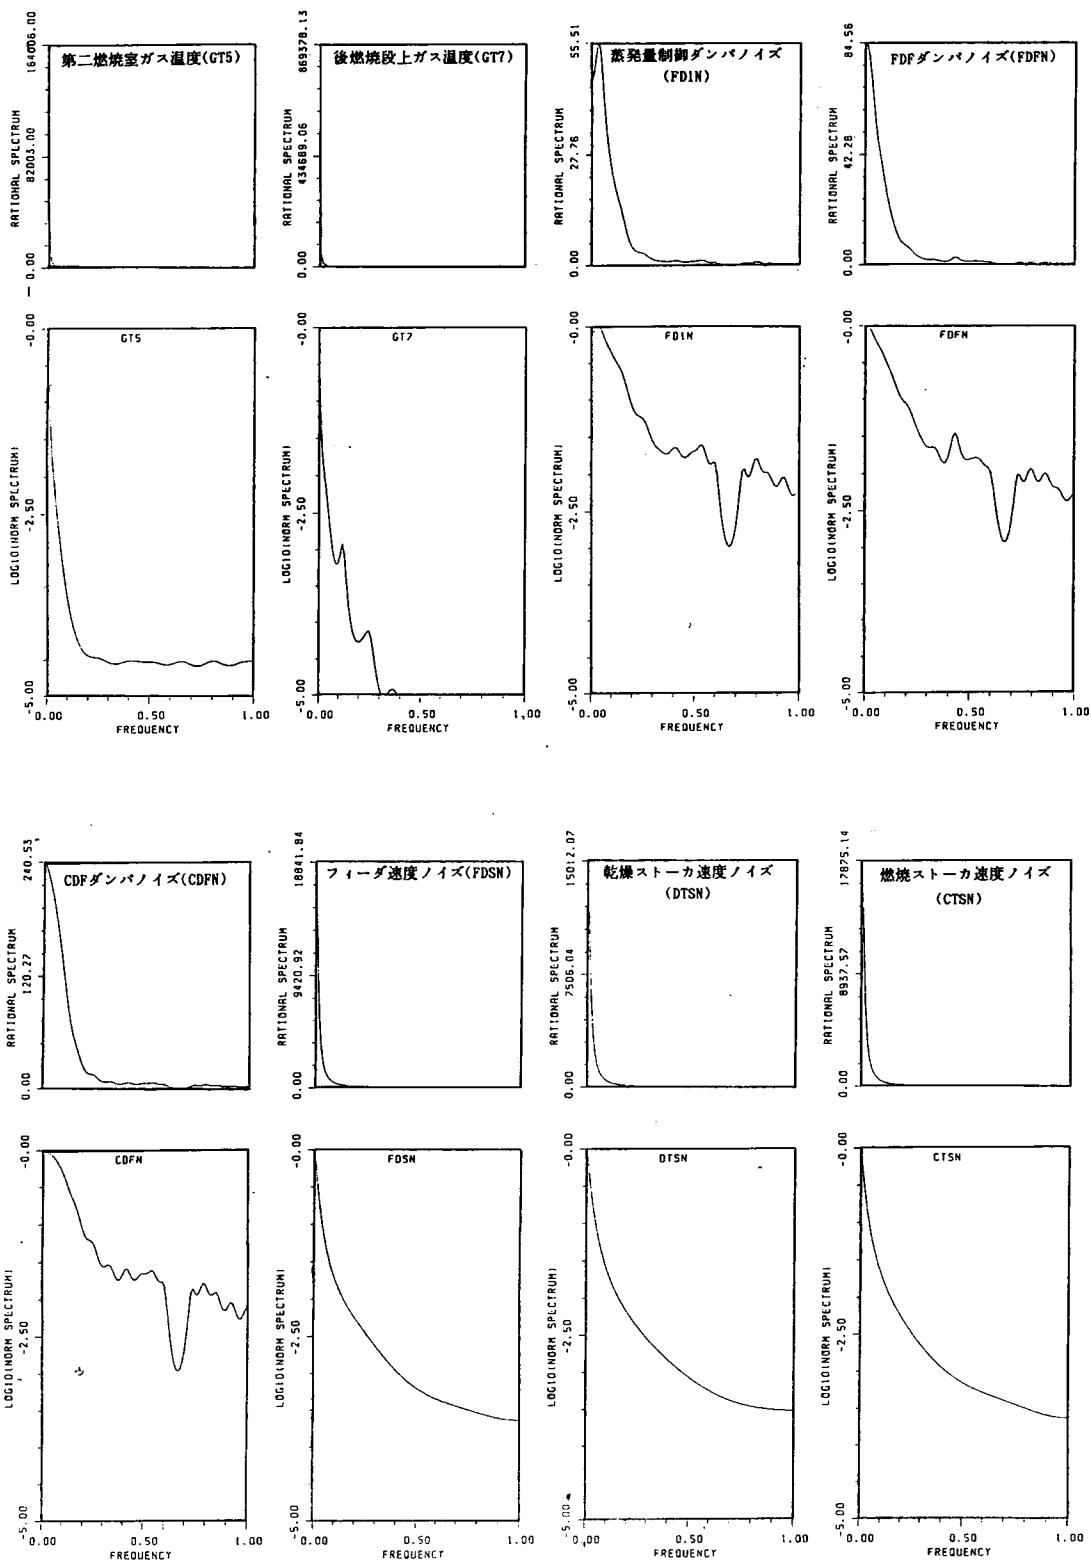 164006.00
82003.00
0.00
RATIONAL SPECTRUM
第二燃焼室ガス温度(GT5)
869378.13
434689.06
0.00
RATIONAL SPECTRUM
後燃焼段上ガス温度(GT7)
55.51
27.76
0.00
RATIONAL SPECTRUM
蒸発量制御ダンパノイズ
(FD1N)
84.56
42.28
0.00
RATIONAL SPECTRUM
FDFダンパノイズ(FDFN)
-0.00
-2.50
-5.00
LOG10(NORM SPECTRUM)
GT5
0.00 0.50 1.00
FREQUENCY
-0.00
-2.50
-5.00
LOG10(NORM SPECTRUM)
GT7
0.00 0.50 1.00
FREQUENCY
-0.00
-2.50
-5.00
LOG10(NORM SPECTRUM)
FD1N
0.00 0.50 1.00
FREQUENCY
-0.00
-2.50
-5.00
LOG10(NORM SPECTRUM)
FDFN
0.00 0.50 1.00
FREQUENCY
240.53
120.27
0.00
RATIONAL SPECTRUM
CDFダンパノイズ(CDFN)
18841.84
9420.92
0.00
RATIONAL SPECTRUM
フィーダ速度ノイズ(FDSN)
15012.07
7506.04
0.00
RATIONAL SPECTRUM
乾燥ストーカ速度ノイズ
(DTSN)
17875.14
8937.57
0.00
RATIONAL SPECTRUM
燃焼ストーカ速度ノイズ
(CTSN)
-0.00
-2.50
-5.00
LOG10(NORM SPECTRUM)
CDFN
0.00 0.50 1.00
FREQUENCY
-0.00
-2.50
-5.00
LOG10(NORM SPECTRUM)
FDSN
0.00 0.50 1.00
FREQUENCY
-0.00
-2.50
-5.00
LOG10(NORM SPECTRUM)
DTSN
0.00 0.50 1.00
FREQUENCY
-0.00
-2.50
-5.00
LOG10(NORM SPECTRUM)
CTSN
0.00 0.50 1.00
FREQUENCY